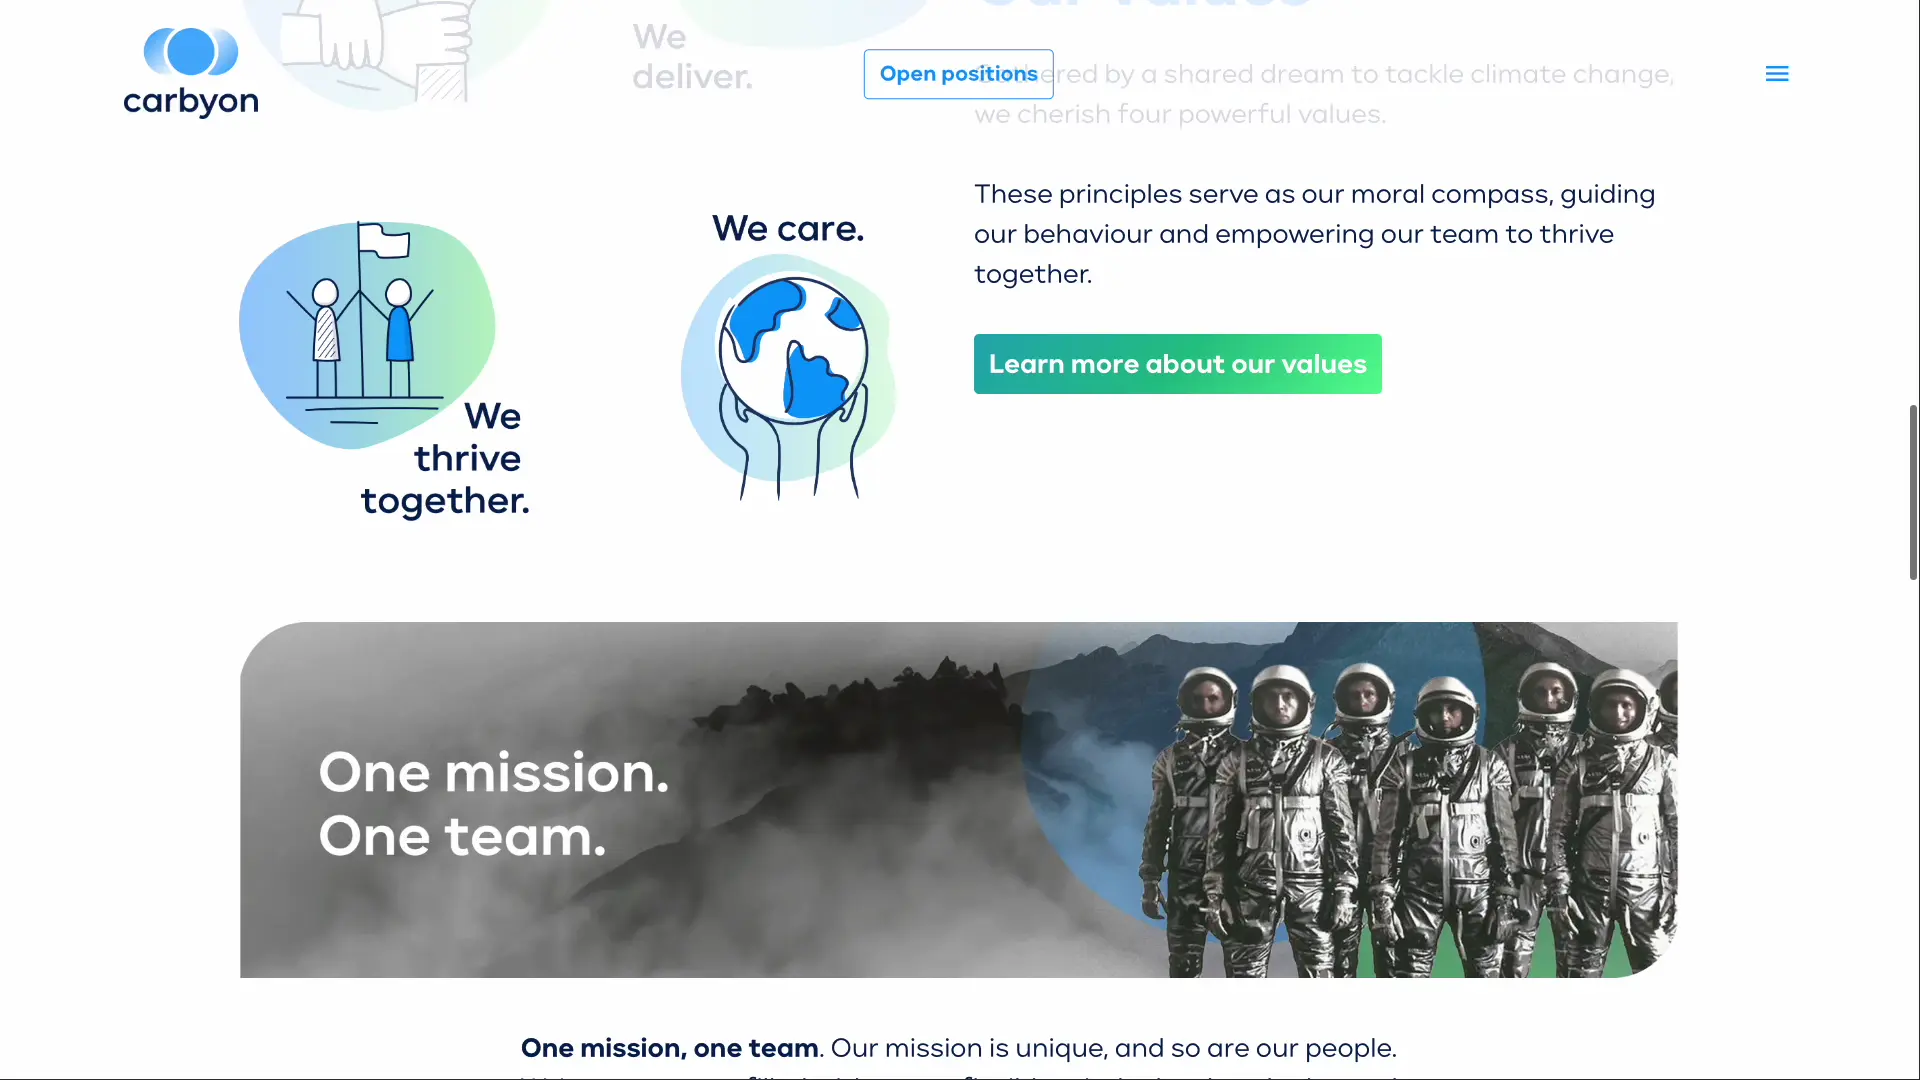 Our values
We
deliver.
carbyon
Open positions
Gathered by a shared dream to tackle climate change,
we cherish four powerful values.
These principles serve as our moral compass, guiding
our behaviour and empowering our team to thrive
together.
Learn more about our values
We care.
We
thrive
together.
One mission.
One team.
One mission, one team. Our mission is unique, and so are our people.